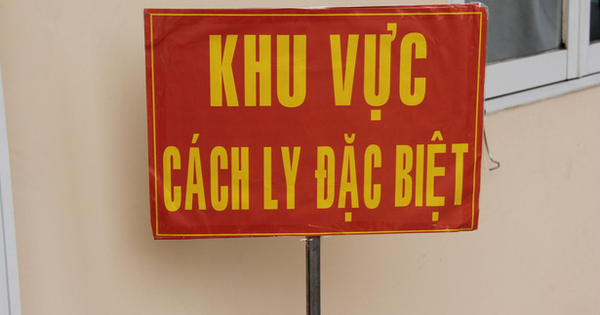 KHU VỰC
CÁCH LY ĐẶC BIỆT